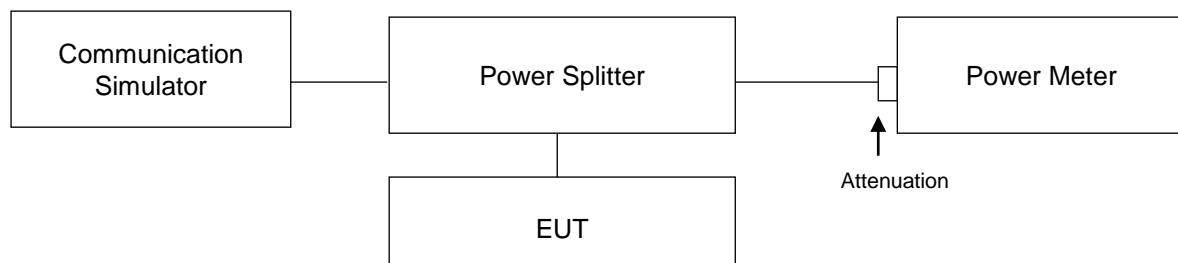 Communication
Simulator
Power Splitter
Power Meter
Attenuation
EUT